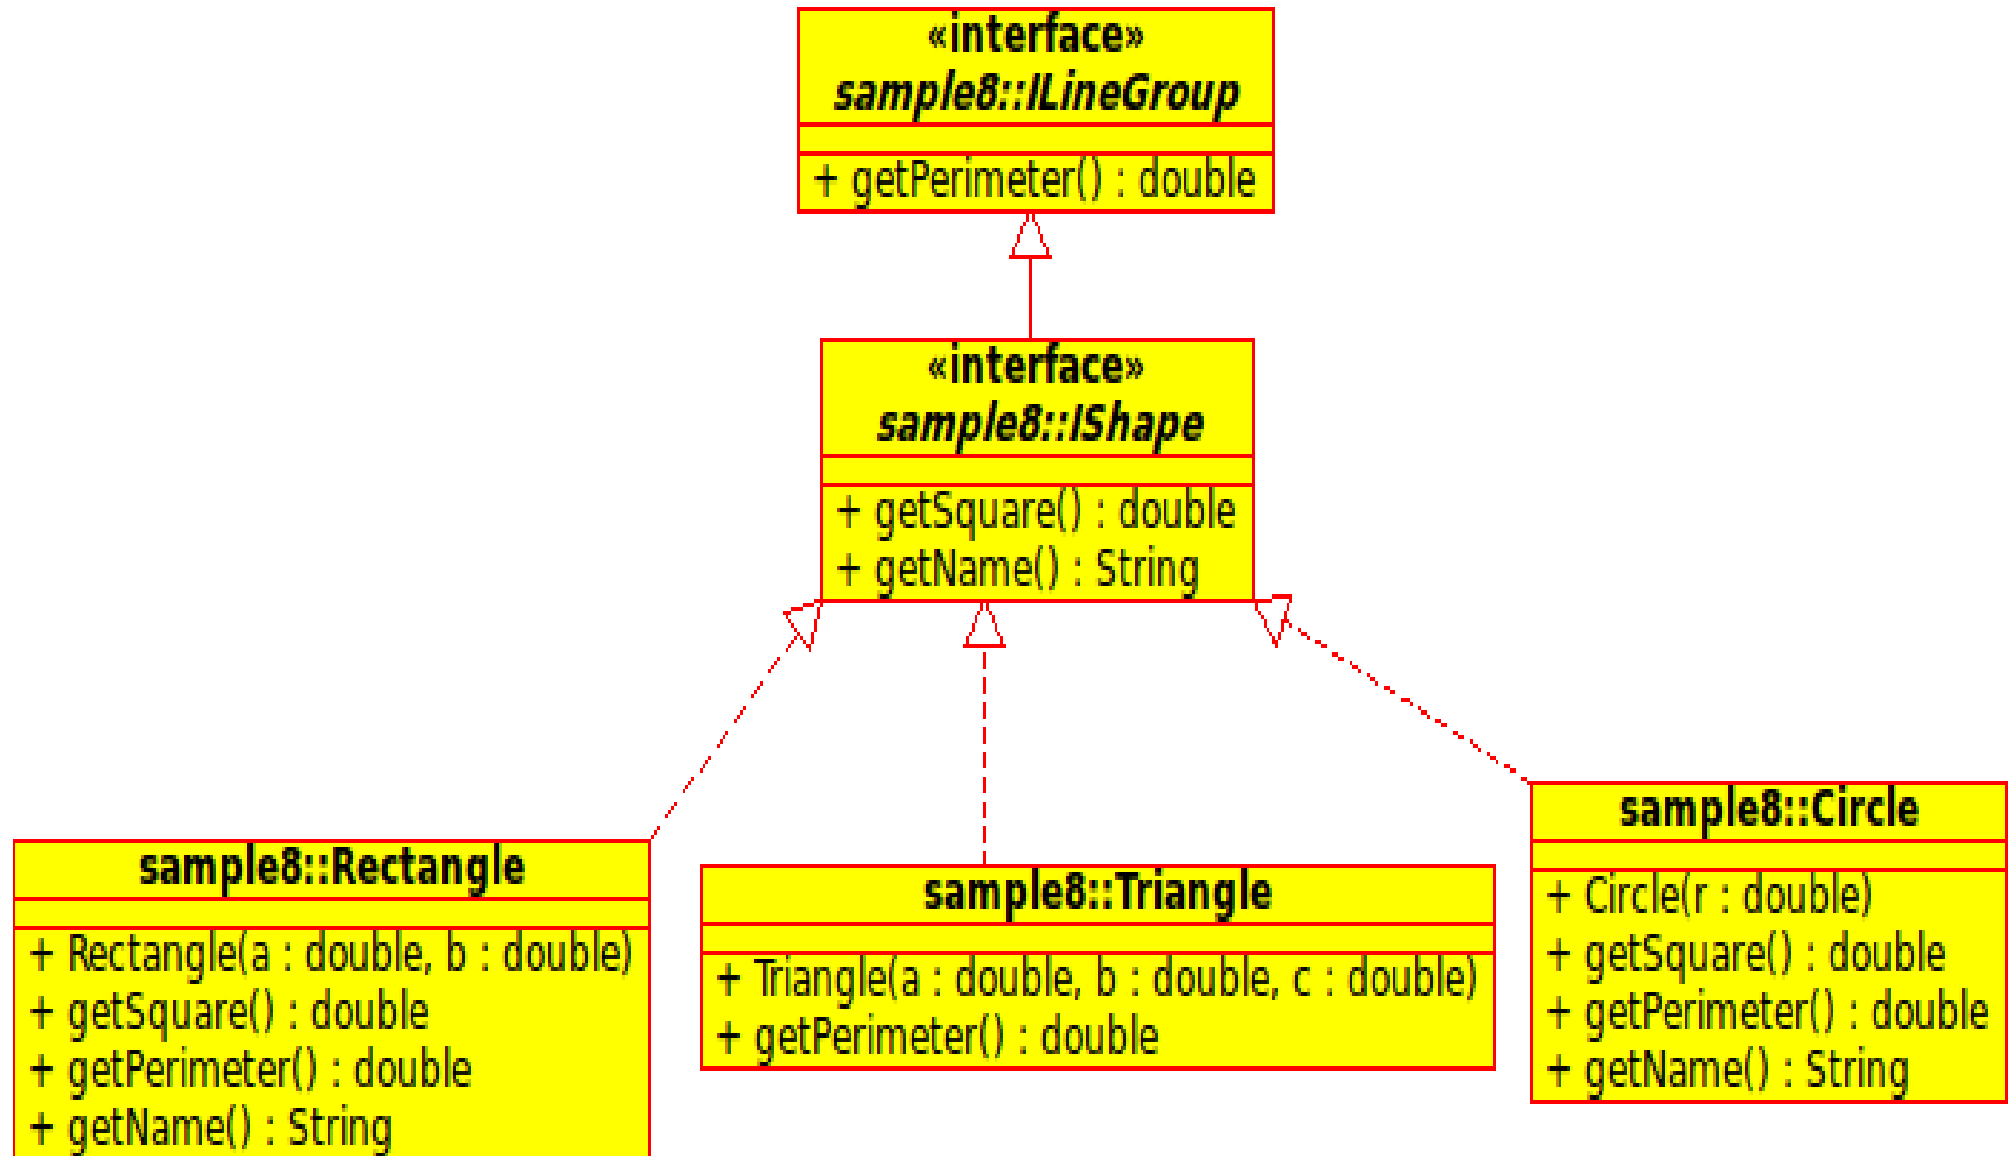 «interface»
sample8::ILineGroup
+ getPerimeter() : double
«interface»
sample8::IShape
+ getSquare() : double
+ getName() : String
sample8::Rectangle
+ Rectangle(a : double, b : double)
+ getSquare() : double
+ getPerimeter() : double
+ getName() : String
sample8::Triangle
+ Triangle(a : double, b : double, c : double)
+ getPerimeter() : double
sample8::Circle
+ Circle(r : double)
+ getSquare() : double
+ getPerimeter() : double
+ getName() : String